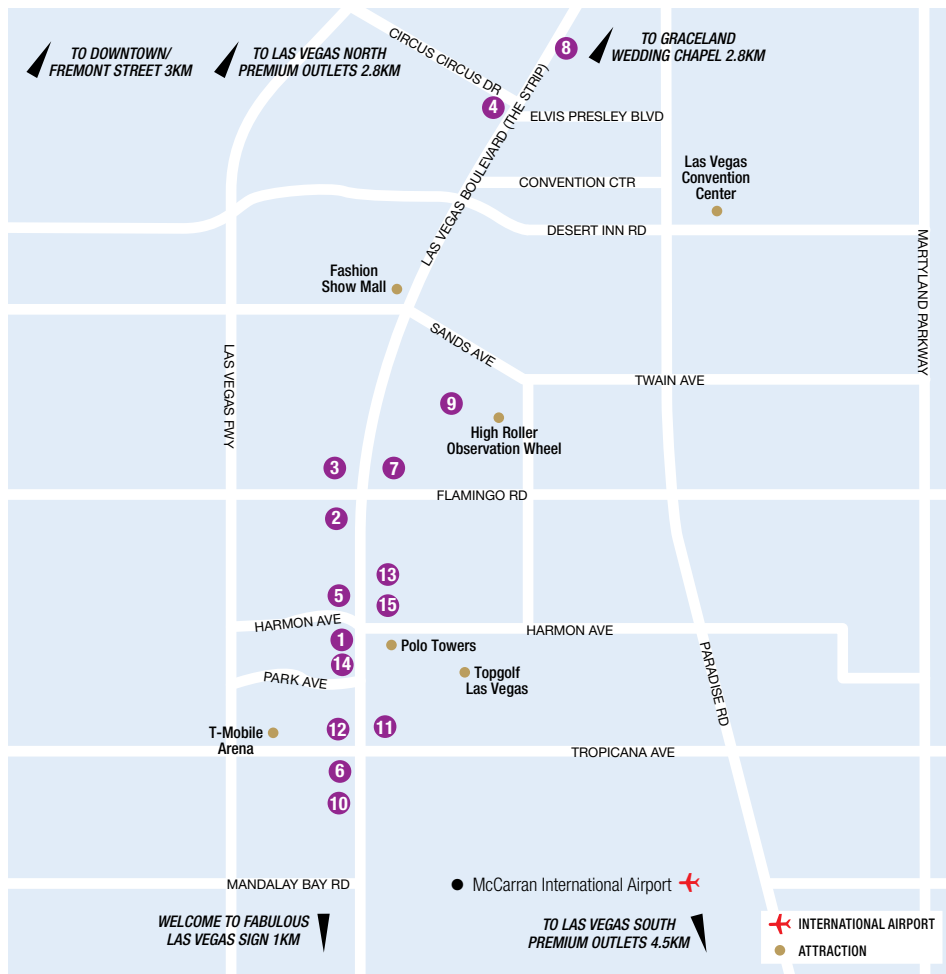 TO DOWNTOWN/
FREMONT STREET 3KM
TO LAS VEGAS NORTH
PREMIUM OUTLETS 2.8KM
CIRCUS CIRCUS DR
8
TO GRACELAND
WEDDING CHAPEL 2.8KM
4
ELVIS PRESLEY BLVD
LAS VEGAS BOULEVARD (THE STRIP)
CONVENTION CTR
Las Vegas
Convention
Center
DESERT INN RD
MARTYLAND PARKWAY
Fashion
Show Mall
SANDS AVE
LAS VEGAS FWY
TWAIN AVE
9
High Roller
Observation Wheel
3
7
FLAMINGO RD
2
13
5
15
HARMON AVE
HARMON AVE
1
Polo Towers
14
PARK AVE
Topgolf
Las Vegas
PARADISE RD
T-Mobile
Arena
12
11
TROPICANA AVE
6
10
MANDALAY BAY RD
McCarran International Airport
WELCOME TO FABULOUS
LAS VEGAS SIGN 1KM
TO LAS VEGAS SOUTH
PREMIUM OUTLETS 4.5KM
INTERNATIONAL AIRPORT
ATTRACTION